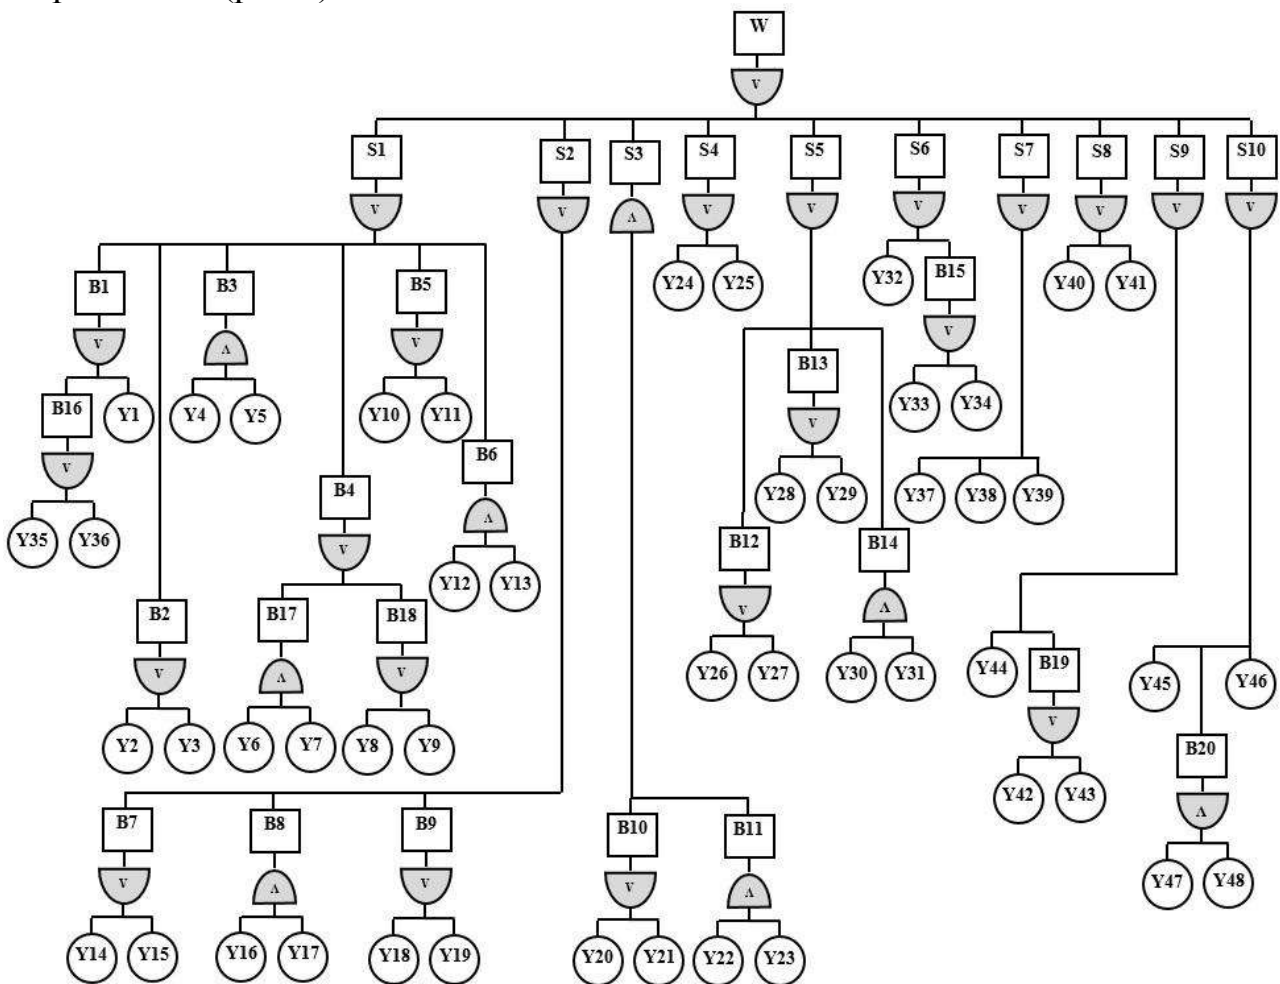 W
V
S1 S2 S3 S4 S5 S6 S7 S8 S9 S10
V V Λ V V V V V V V
Y24 Y25 Y32 B15 Y40 Y41
B1 B3 B5
V Λ V V
B13
B16 Y1 Y4 Y5 Y10 Y11 Y33 Y34
V V
B6
B4 Y28 Y29 Y37 Y38 Y39
Λ
Y35 Y36 V B12 B14
Y12 Y13
B2 B17 B18 V Λ
V Λ V Y26 Y27 Y30 Y31 Y44 B19 Y45 Y46
V
Y2 Y3 Y6 Y7 Y8 Y9 B20
Y42 Y43
B7 B8 B9 B10 B11 Λ
V Λ V V Λ Y47 Y48
Y14 Y15 Y16 Y17 Y18 Y19 Y20 Y21 Y22 Y23